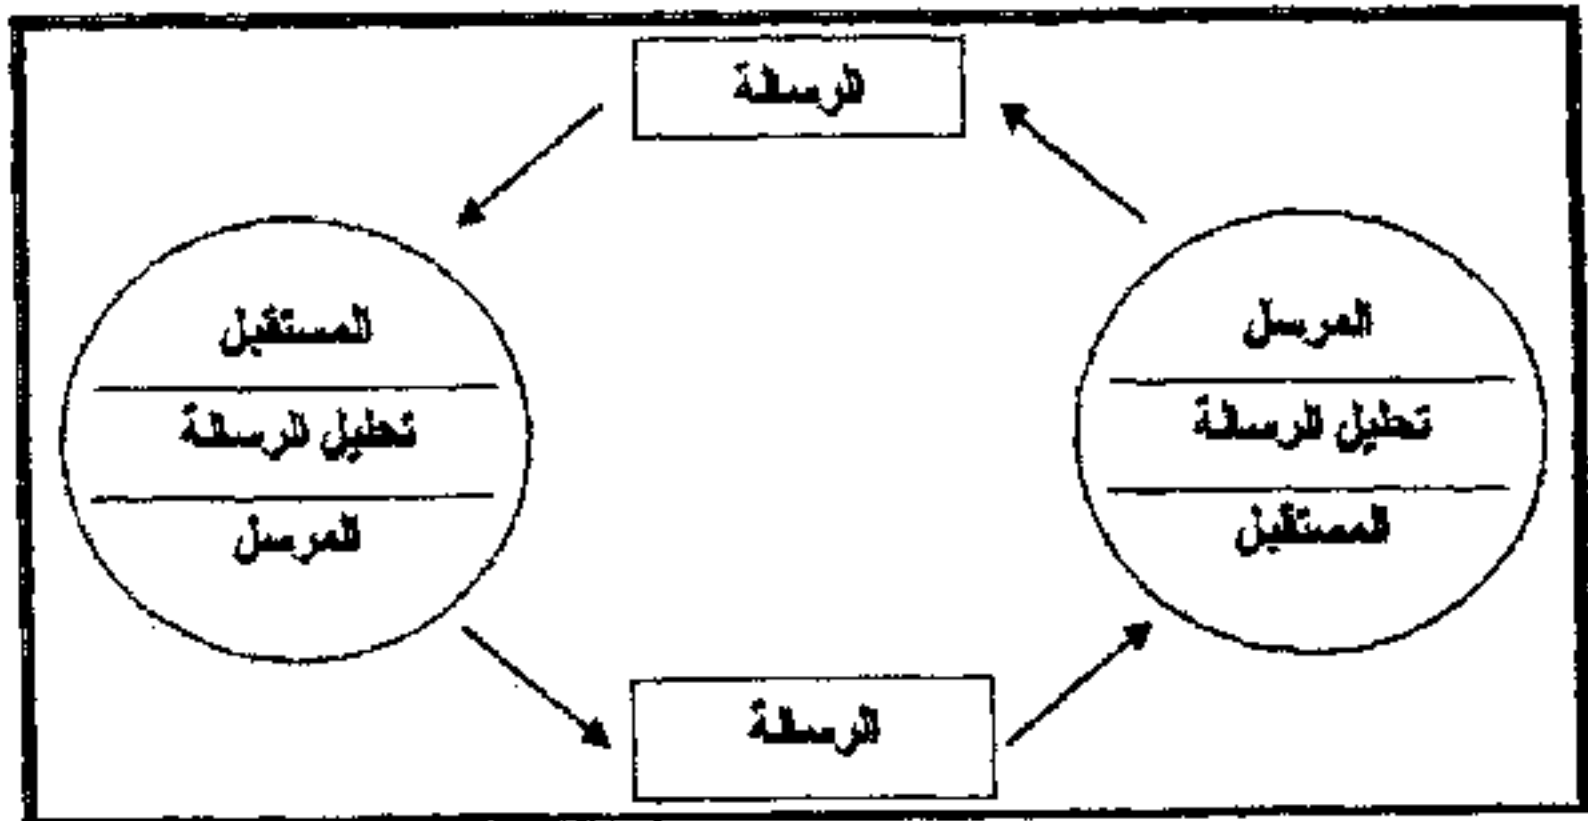 الرسالة
المرسل
تحليل الرسالة
المستقبل
المستقبل
تحليل الرسالة
المرسل
الرسالة